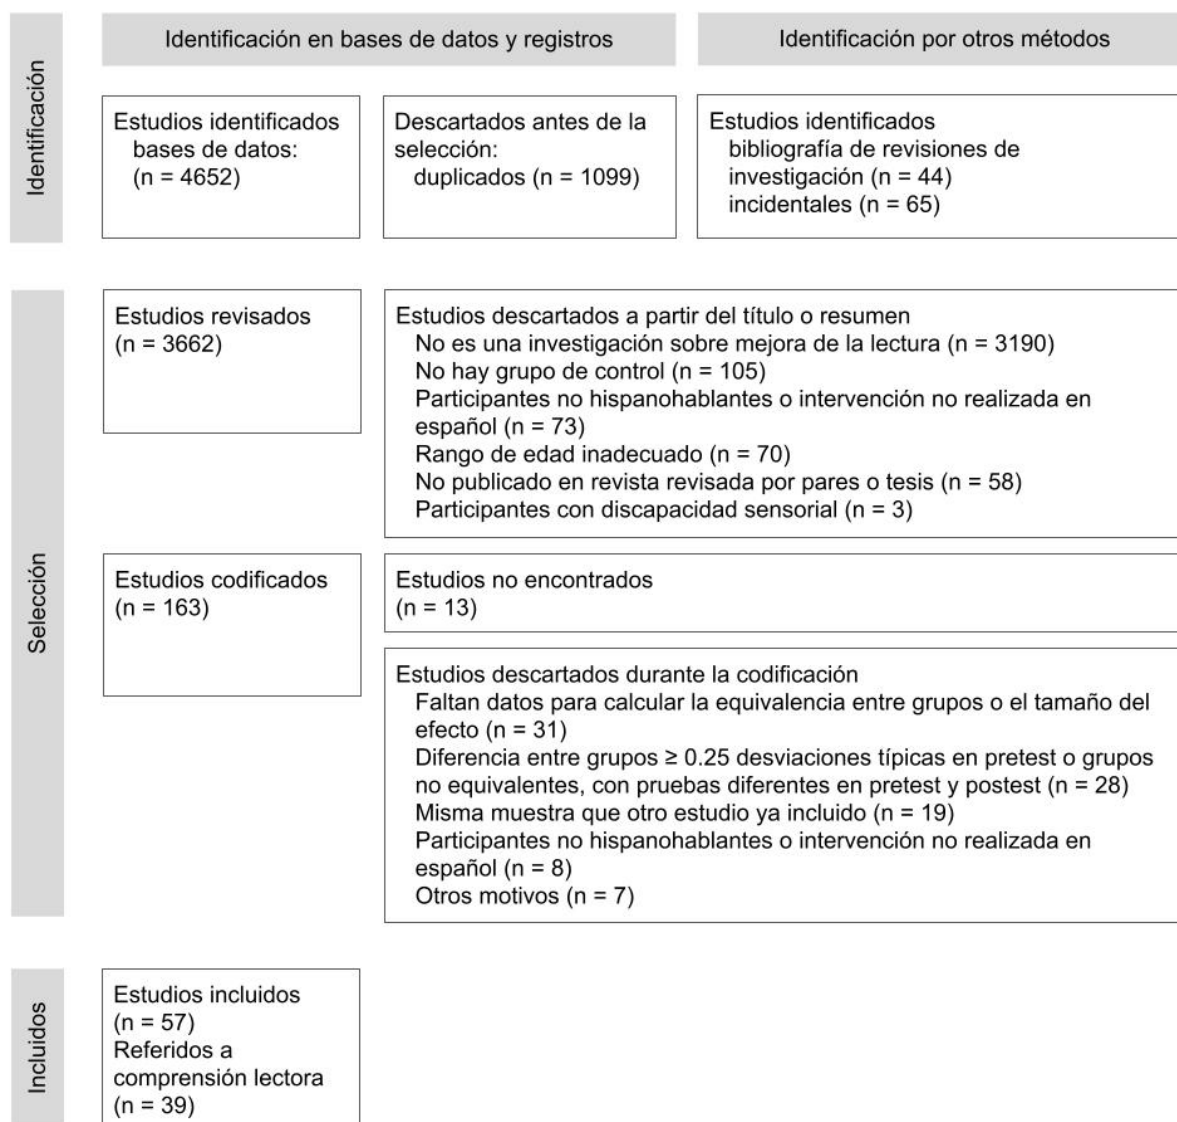 Identificación en bases de datos y registros
Identificación por otros métodos
Identificación
Estudios identificados
bases de datos:
(n = 4652)
Descartados antes de la
selección:
duplicados (n = 1099)
Estudios identificados
bibliografía de revisiones de
investigación (n = 44)
incidentales (n = 65)
Selección
Estudios revisados
(n = 3662)
Estudios descartados a partir del título o resumen
No es una investigación sobre mejora de la lectura (n = 3190)
No hay grupo de control (n = 105)
Participantes no hispanohablantes o intervención no realizada en
español (n = 73)
Rango de edad inadecuado (n = 70)
No publicado en revista revisada por pares o tesis (n = 58)
Participantes con discapacidad sensorial (n = 3)
Estudios codificados
(n = 163)
Estudios no encontrados
(n = 13)
Estudios descartados durante la codificación
Faltan datos para calcular la equivalencia entre grupos o el tamaño del
efecto (n = 31)
Diferencia entre grupos ≥ 0.25 desviaciones típicas en pretest o grupos
no equivalentes, con pruebas diferentes en pretest y postest (n = 28)
Misma muestra que otro estudio ya incluido (n = 19)
Participantes no hispanohablantes o intervención no realizada en
español (n = 8)
Otros motivos (n = 7)
Incluidos
Estudios incluidos
(n = 57)
Referidos a
comprensión lectora
(n = 39)